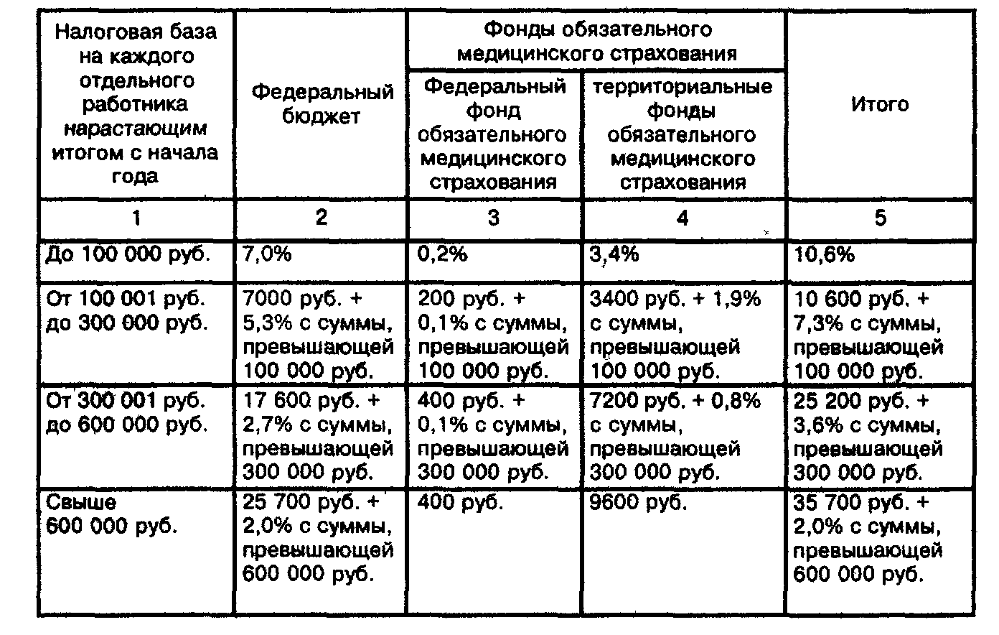 Налоговая база
на каждого
отдельного
работника
нарастающим
итогом с начала
года
Федеральный
бюджет
Фонды обязательного
медицинского страхования
Федеральный
фонд
обязательного
медицинского
страхования
территориальные
фонды
обязательного
медицинского
страхования
Итого
1
2
3
4
5
До 100 000 руб.
7,0%
0,2%
3,4%
10,6%
От 100 001 руб.
до 300 000 руб.
7000 руб. +
5,3% с суммы,
превышающей
100 000 руб.
200 руб. +
0,1% с суммы,
превышающей
100 000 руб.
3400 руб. + 1,9%
с суммы,
превышающей
100 000 руб.
10 600 руб. +
7,3% с суммы,
превышающей
100 000 руб.
От 300 001 руб.
до 600 000 руб.
17 600 руб. +
2,7% с суммы,
превышающей
300 000 руб.
400 руб. +
0,1% с суммы,
превышающей
300 000 руб.
7200 руб. + 0,8%
с суммы,
превышающей
300 000 руб.
25 200 руб. +
3,6% с суммы,
превышающей
300 000 руб.
Свыше
600 000 руб.
25 700 руб. +
2,0% с суммы,
превышающей
600 000 руб.
400 руб.
9600 руб.
35 700 руб. +
2,0% с суммы,
превышающей
600 000 руб.